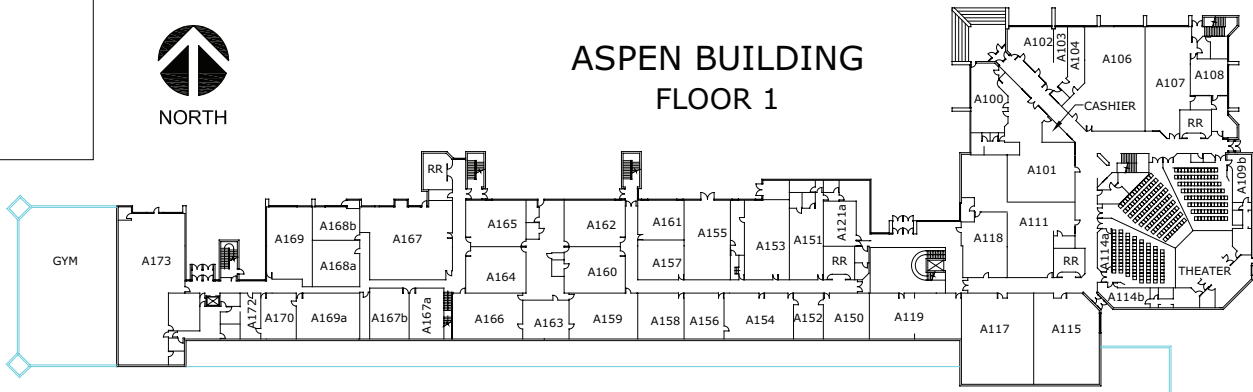 ASPEN BUILDING
FLOOR 1
NORTH
A102
A103
A104
A106
A107
A108
A100
CASHIER
RR
A101
A109b
RR
A165
A162
A161
A155
A153
A151
A121a
A118
A111
A114a
THEATER
A114b
RR
RR
GYM
A173
A169
A168b
A168a
A167
A164
A160
A157
A172
A170
A169a
A167b
A167a
A166
A163
A159
A158
A156
A154
A152
A150
A119
A117
A115